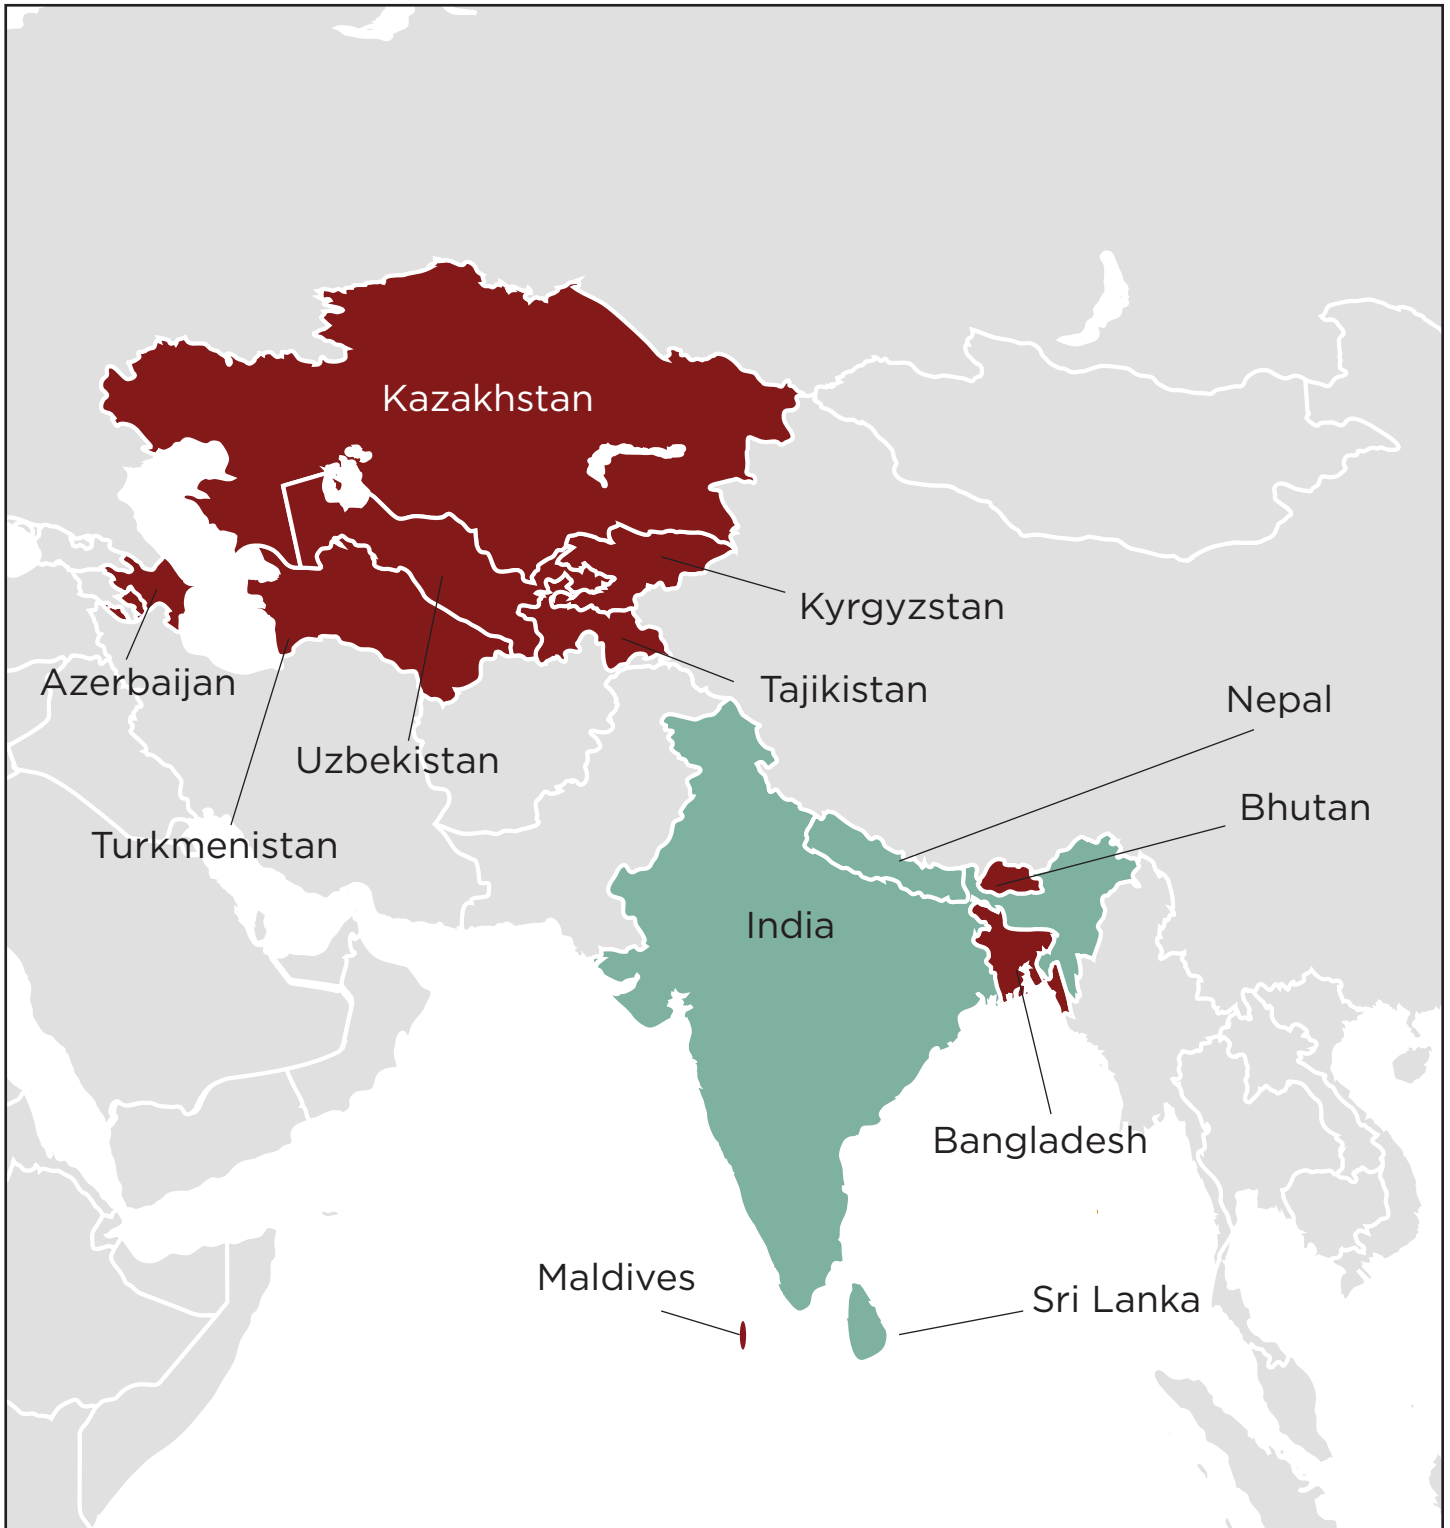 Kazakhstan
Kyrgyzstan
Azerbaijan
Tajikistan
Nepal
Uzbekistan
Bhutan
Turkmenistan
India
Bangladesh
Maldives
Sri Lanka